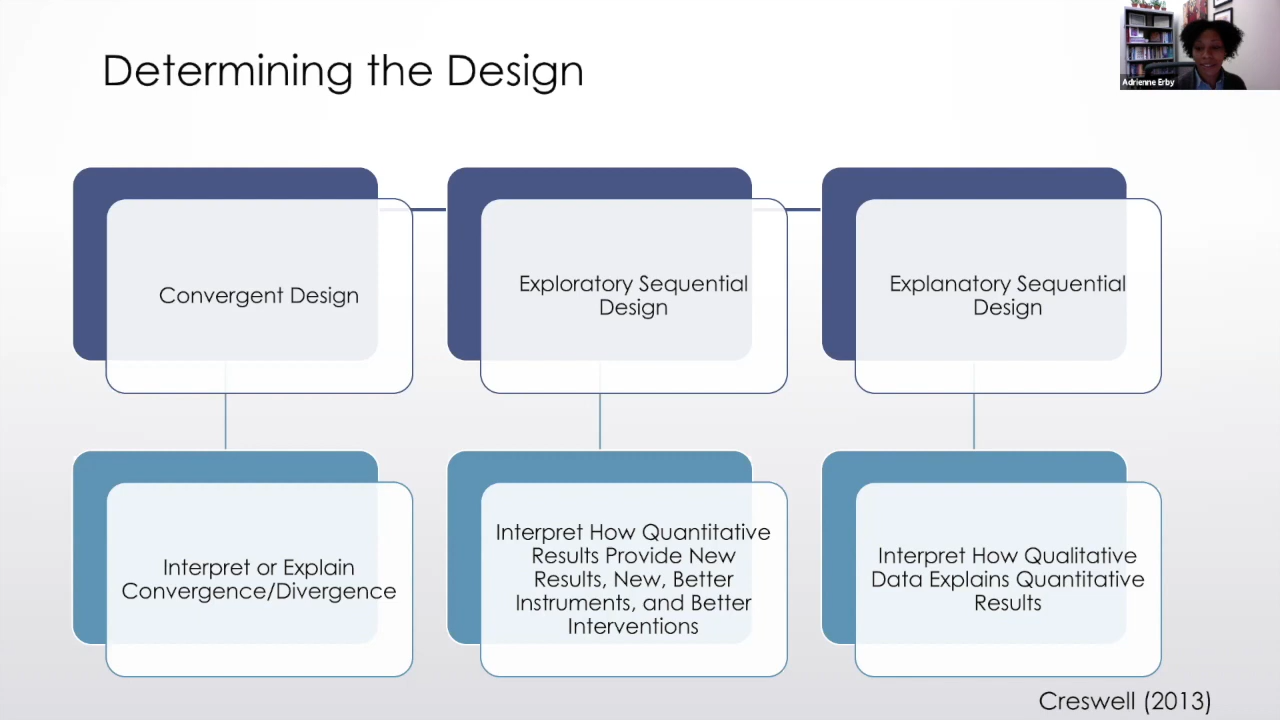 Determining the Design
Adrienne Erby
Convergent Design
Exploratory Sequential
Design
Explanatory Sequential
Design
Interpret or Explain
Convergence/Divergence
Interpret How Quantitative
Results Provide New
Results, New, Better
Instruments, and Better
Interventions
Interpret How Qualitative
Data Explains Quantitative
Results
Creswell (2013)